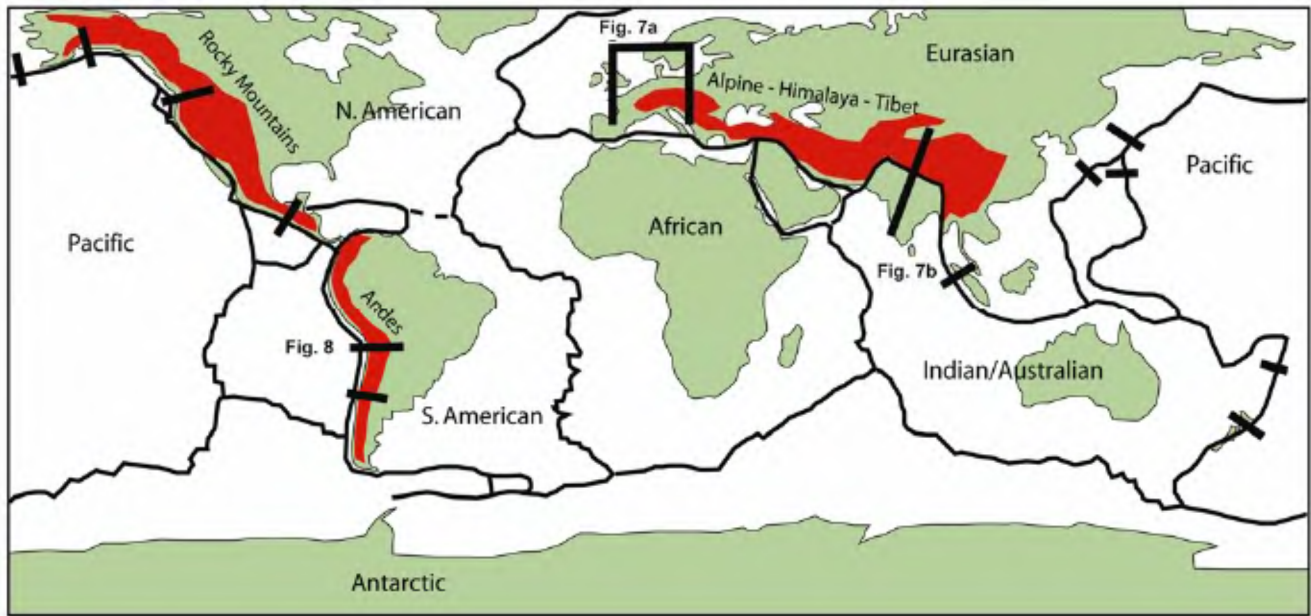 Fig. 7a
Rocky Mountains
Eurasian
Alpine - Himalaya - Tibet
N. American
Pacific
African
Pacific
Fig. 7b
Andes
Fig. 8
Indian/Australian
S. American
Antarctic